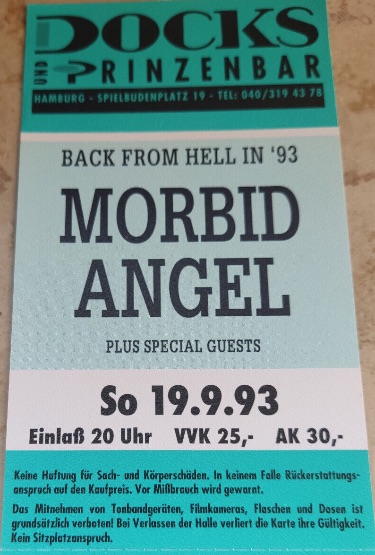 DOCKS
UND PRINZENBAR
HAMBURG - SPIELBUDENPLATZ 19 - TEL: 040/319 43 78
BACK FROM HELL IN '93
MORBID
ANGEL
PLUS SPECIAL GUESTS
So 19.9.93
Einlaß 20 Uhr VVK 25,- AK 30,-
Keine Haftung für Sach- und Körperschäden. In keinem Falle Rückerstattungs-
anspruch auf den Kaufpreis. Vor Mißbrauch wird gewarnt.
Das Mitnehmen von Tonbandgeräten, Filmkameras, Flaschen und Dosen ist
grundsätzlich verboten! Bei Verlassen der Halle verliert die Karte ihre Gültigkeit.
Kein Sitzplatzanspruch.